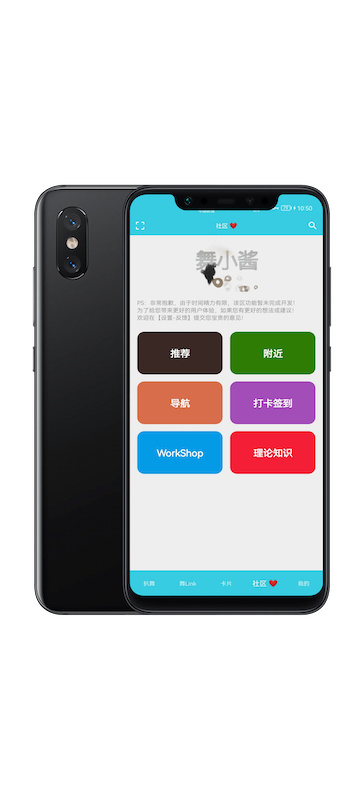 10:50
社区
舞小酱
PS：非常抱歉，由于时间精力有限，该区功能暂未完成开发！
为了给您带来更好的用户体验，如果您有更好的想法或建议！
欢迎在【设置-反馈】提交您宝贵的意见！
推荐
附近
导航
打卡签到
WorkShop
理论知识
扒舞
舞Link
卡片
社区
我的